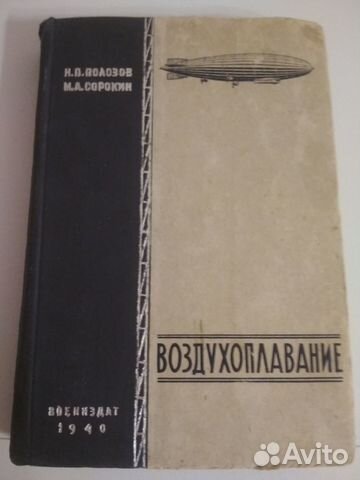 Н.П.ПОЛОЗОВ
М.А.СОРОКИН
ВОЗДУХОПЛАВАНИЕ
ВОЕНИЗДАТ
1940
Avito